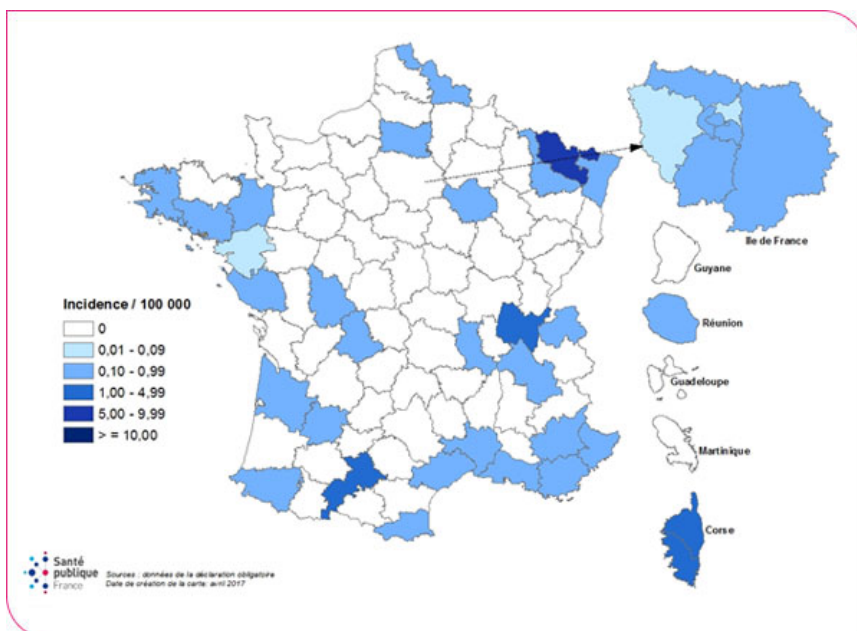 Ile de France
Guyane
Incidence / 100 000
0
0,01 - 0,09
0,10 - 0,99
1,00 - 4,99
5,00 - 9,99
> = 10,00
Réunion
Guadeloupe
Martinique
Corse
Santé
publique
France
Sources : données de la déclaration obligatoire
Date de création de la carte: avril 2017